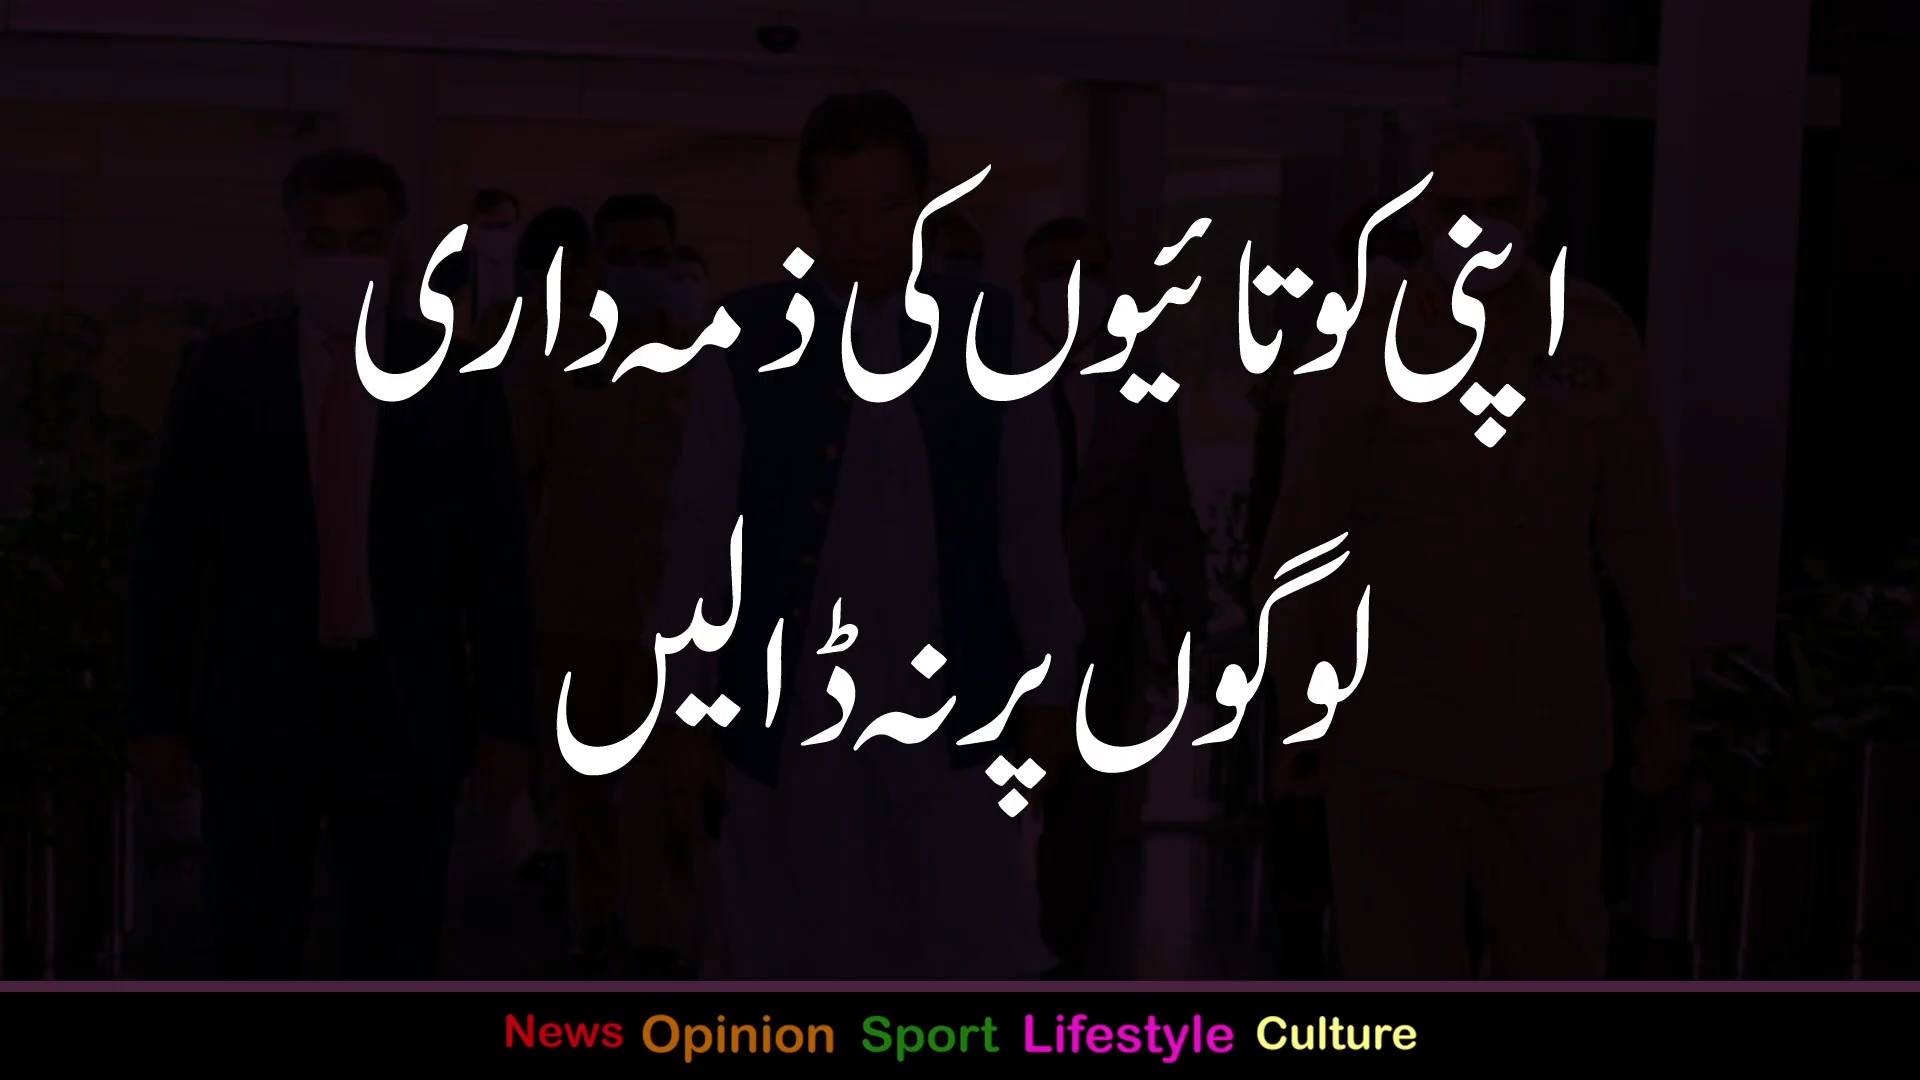 اپنی کوتائیوں کی ذمہ داری
لوگوں پر نہ ڈالیں
News Opinion Sport Lifestyle Culture